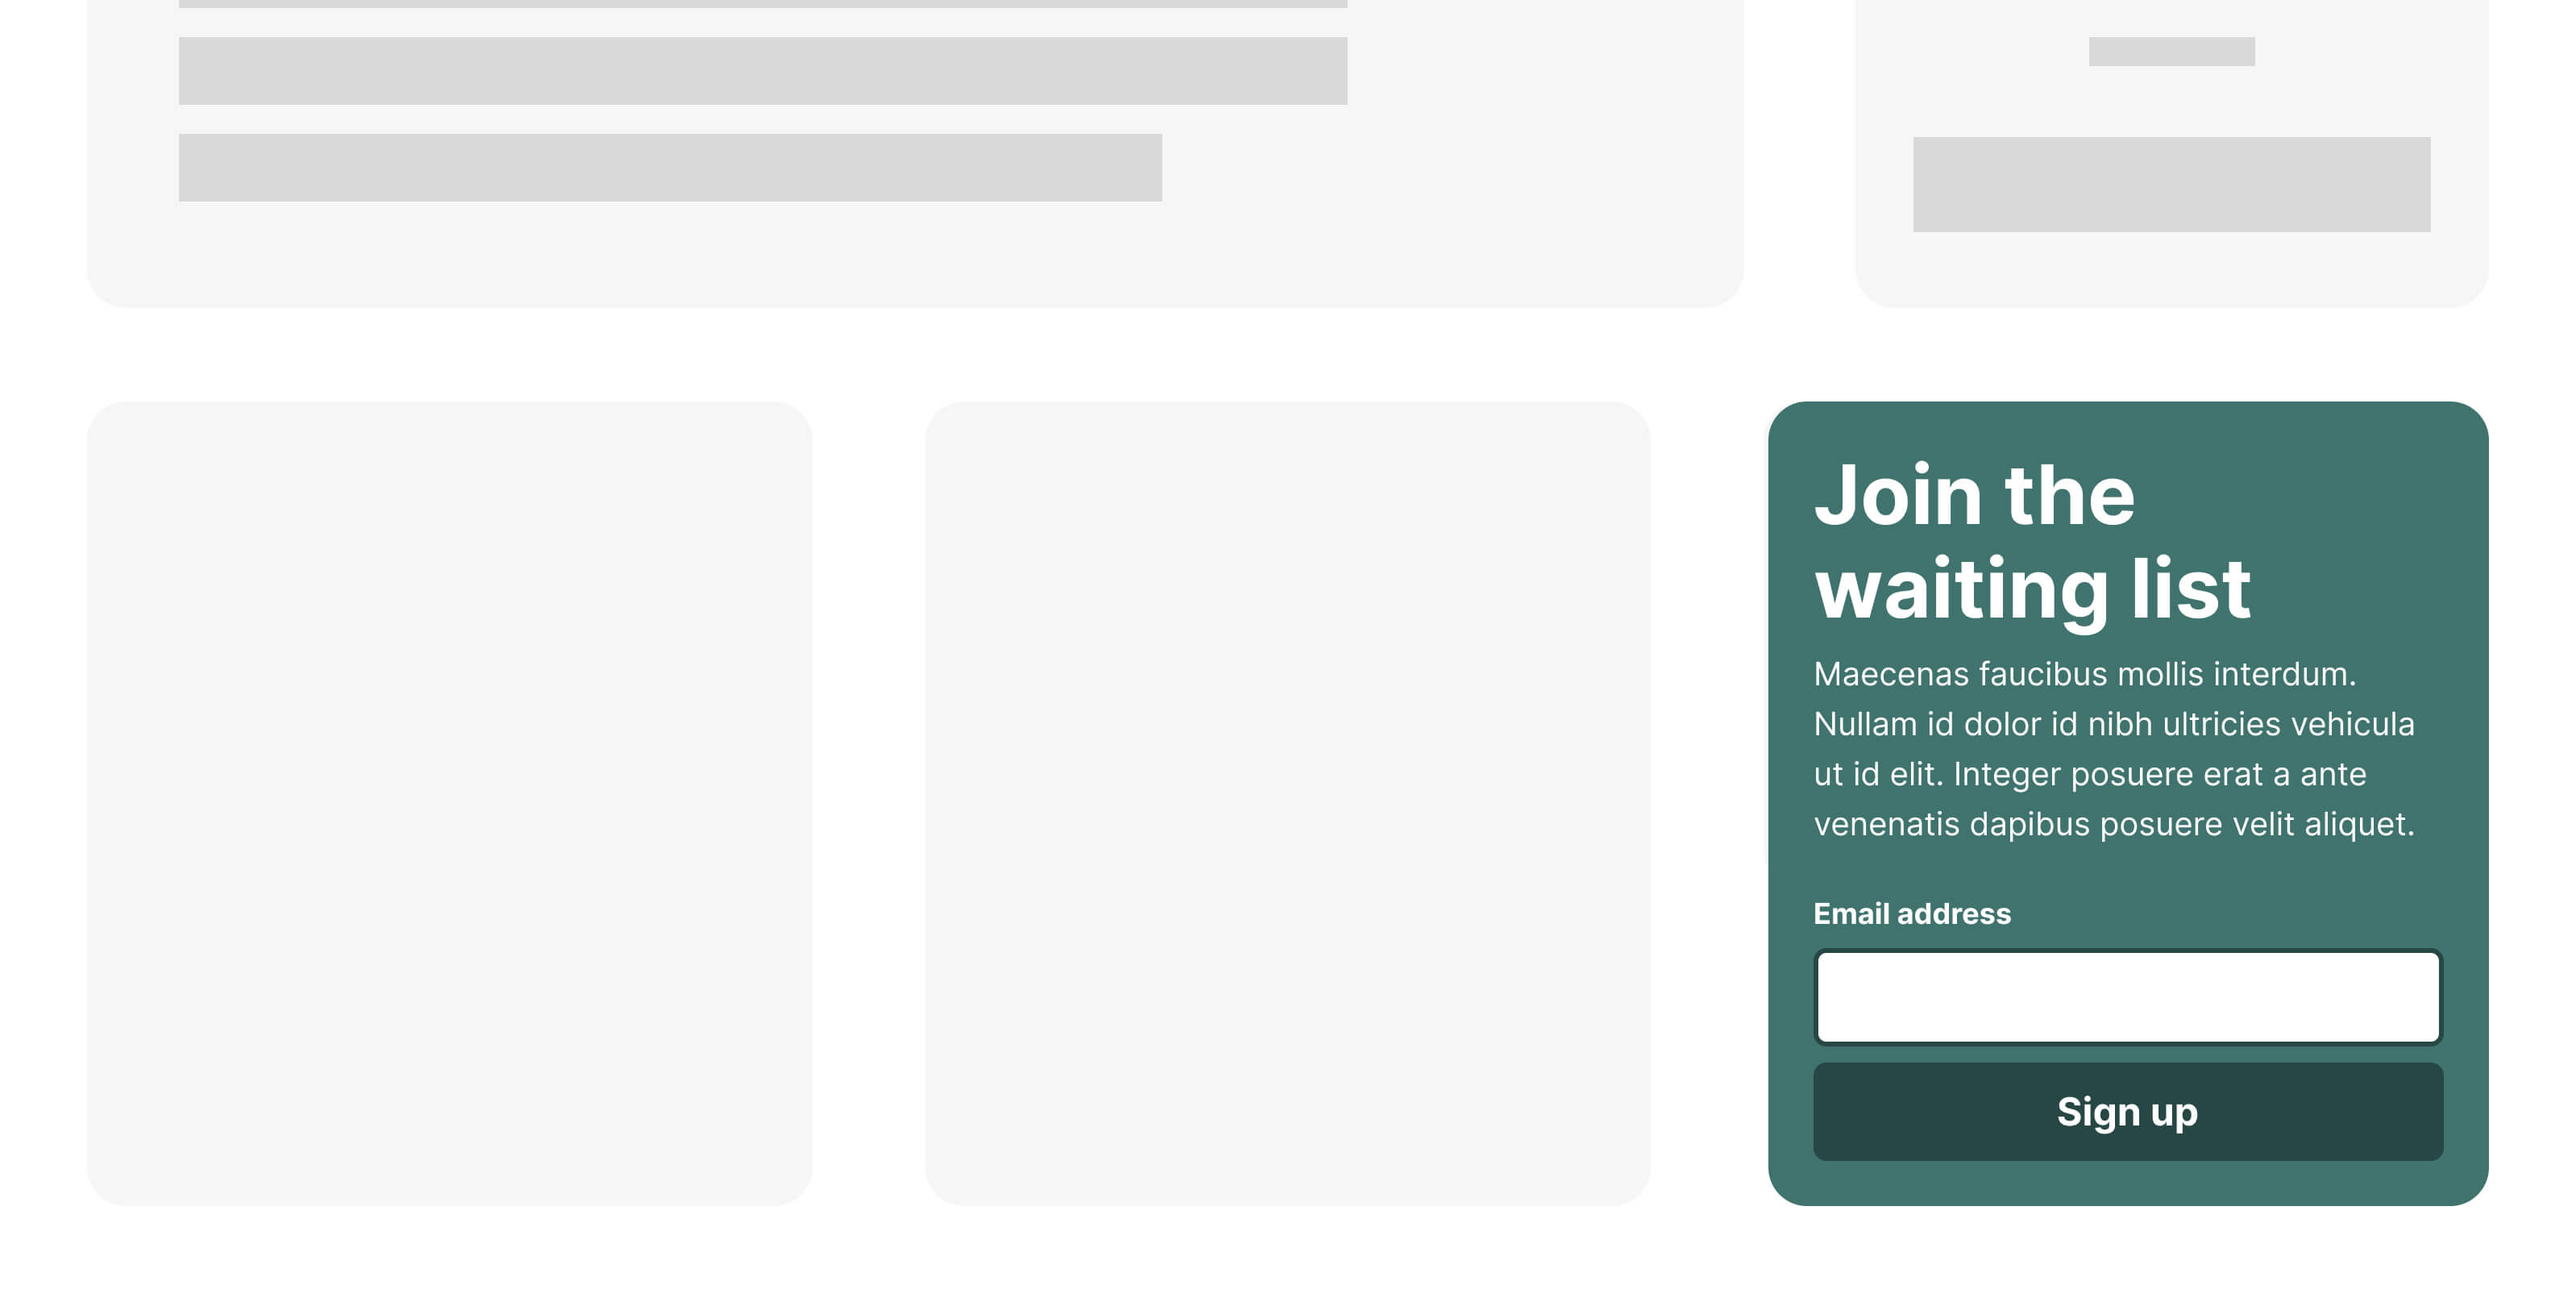 Join the
waiting list
Maecenas faucibus mollis interdum.
Nullam id dolor id nibh ultricies vehicula
ut id elit. Integer posuere erat a ante
venenatis dapibus posuere velit aliquet.
Email address
Sign up